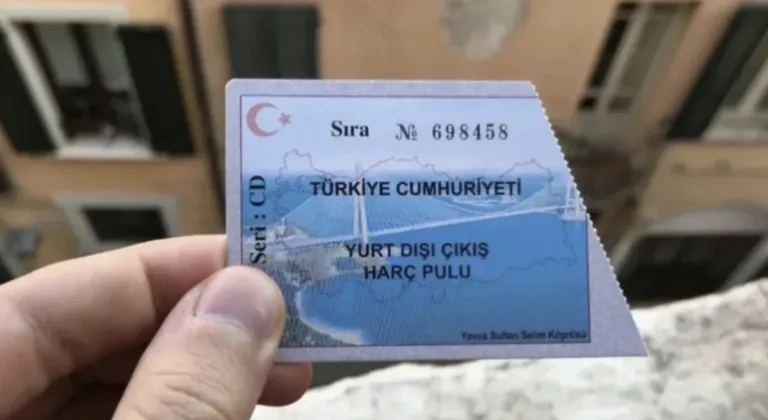 Sıra № 698458
TÜRKİYE CUMHURİYETİ
Seri : CD
YURT DIŞI ÇIKIŞ
HARÇ PULU
Yavuz Sultan Selim Köprüsü